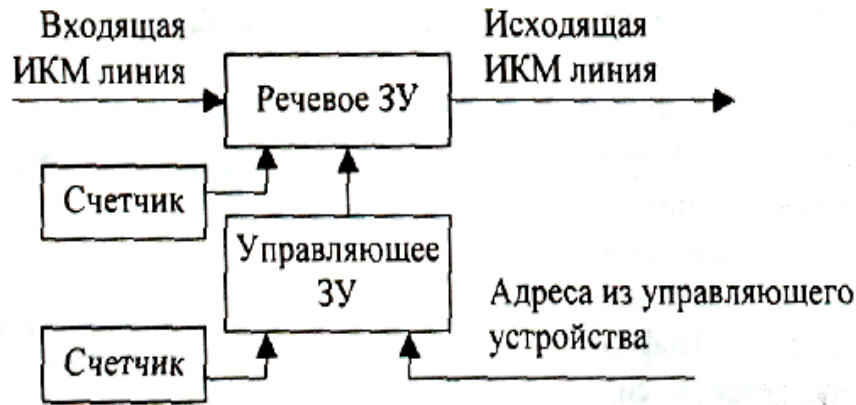 Входящая
ИКМ линия
Исходящая
ИКМ линия
Речевое ЗУ
Счетчик
Управляющее
ЗУ
Адреса из управляющего
устройства
Счетчик